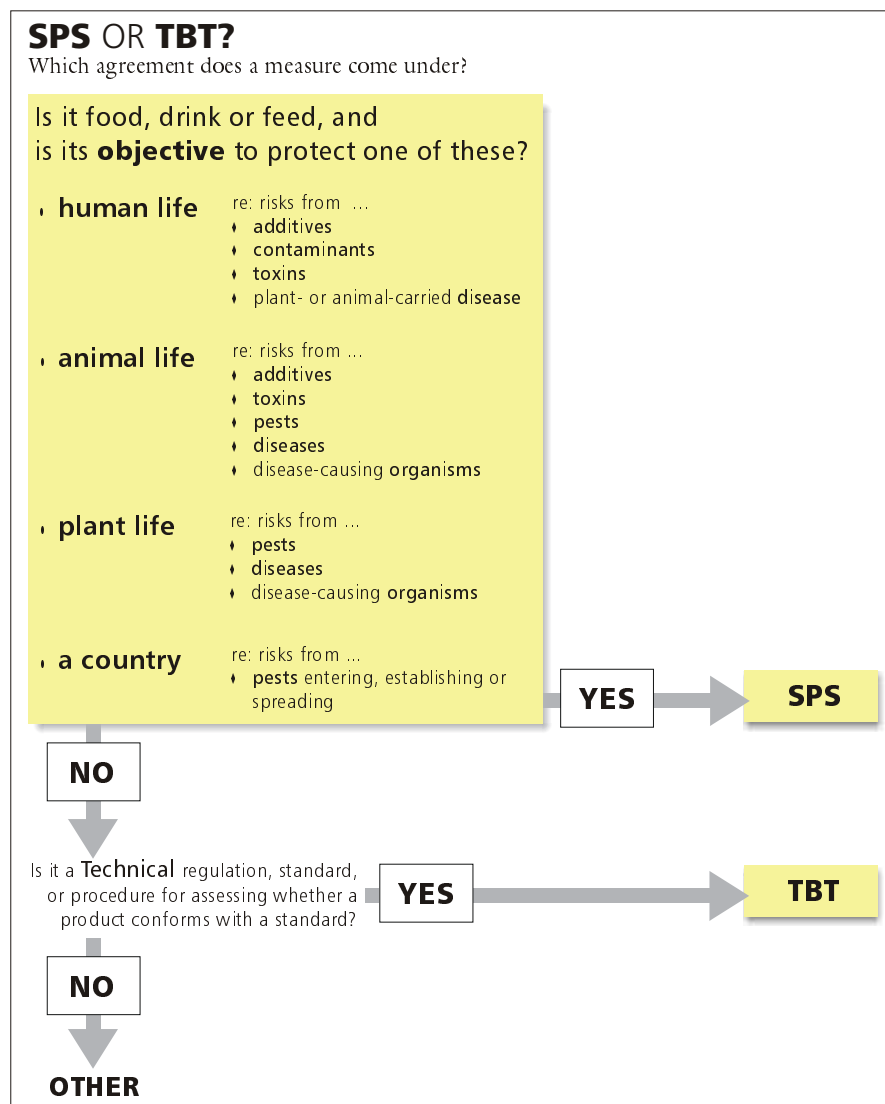 SPS OR TBT?
Which agreement does a measure come under?
Is it food, drink or feed, and
is its objective to protect one of these?
human life
re: risks from ...
additives
contaminants
toxins
plant- or animal-carried disease
animal life
re: risks from ...
additives
toxins
pests
diseases
disease-causing organisms
plant life
re: risks from ...
pests
diseases
disease-causing organisms
a country
re: risks from ...
pests entering, establishing or
spreading
YES
SPS
NO
Is it a Technical regulation, standard,
or procedure for assessing whether a
product conforms with a standard?
YES
TBT
NO
OTHER